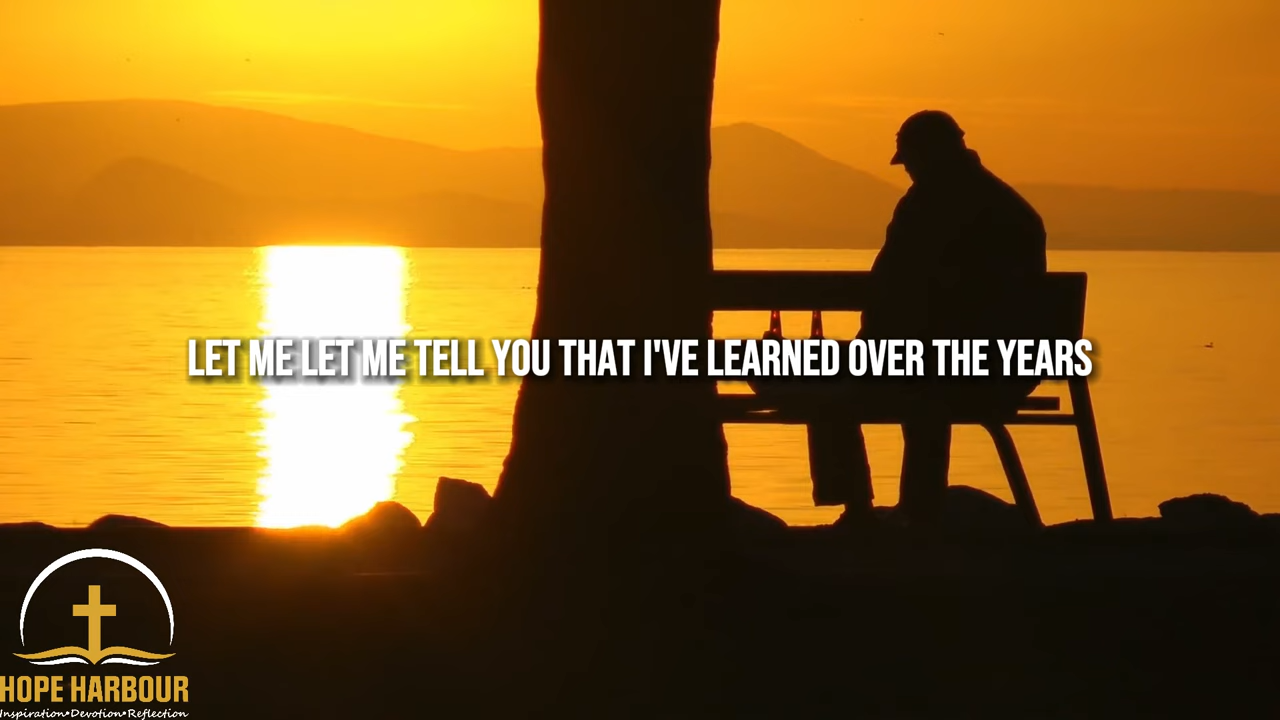 LET ME LET ME TELL YOU THAT I'VE LEARNED OVER THE YEARS
HOPE HARBOUR
Inspiration•Devotion•Reflection